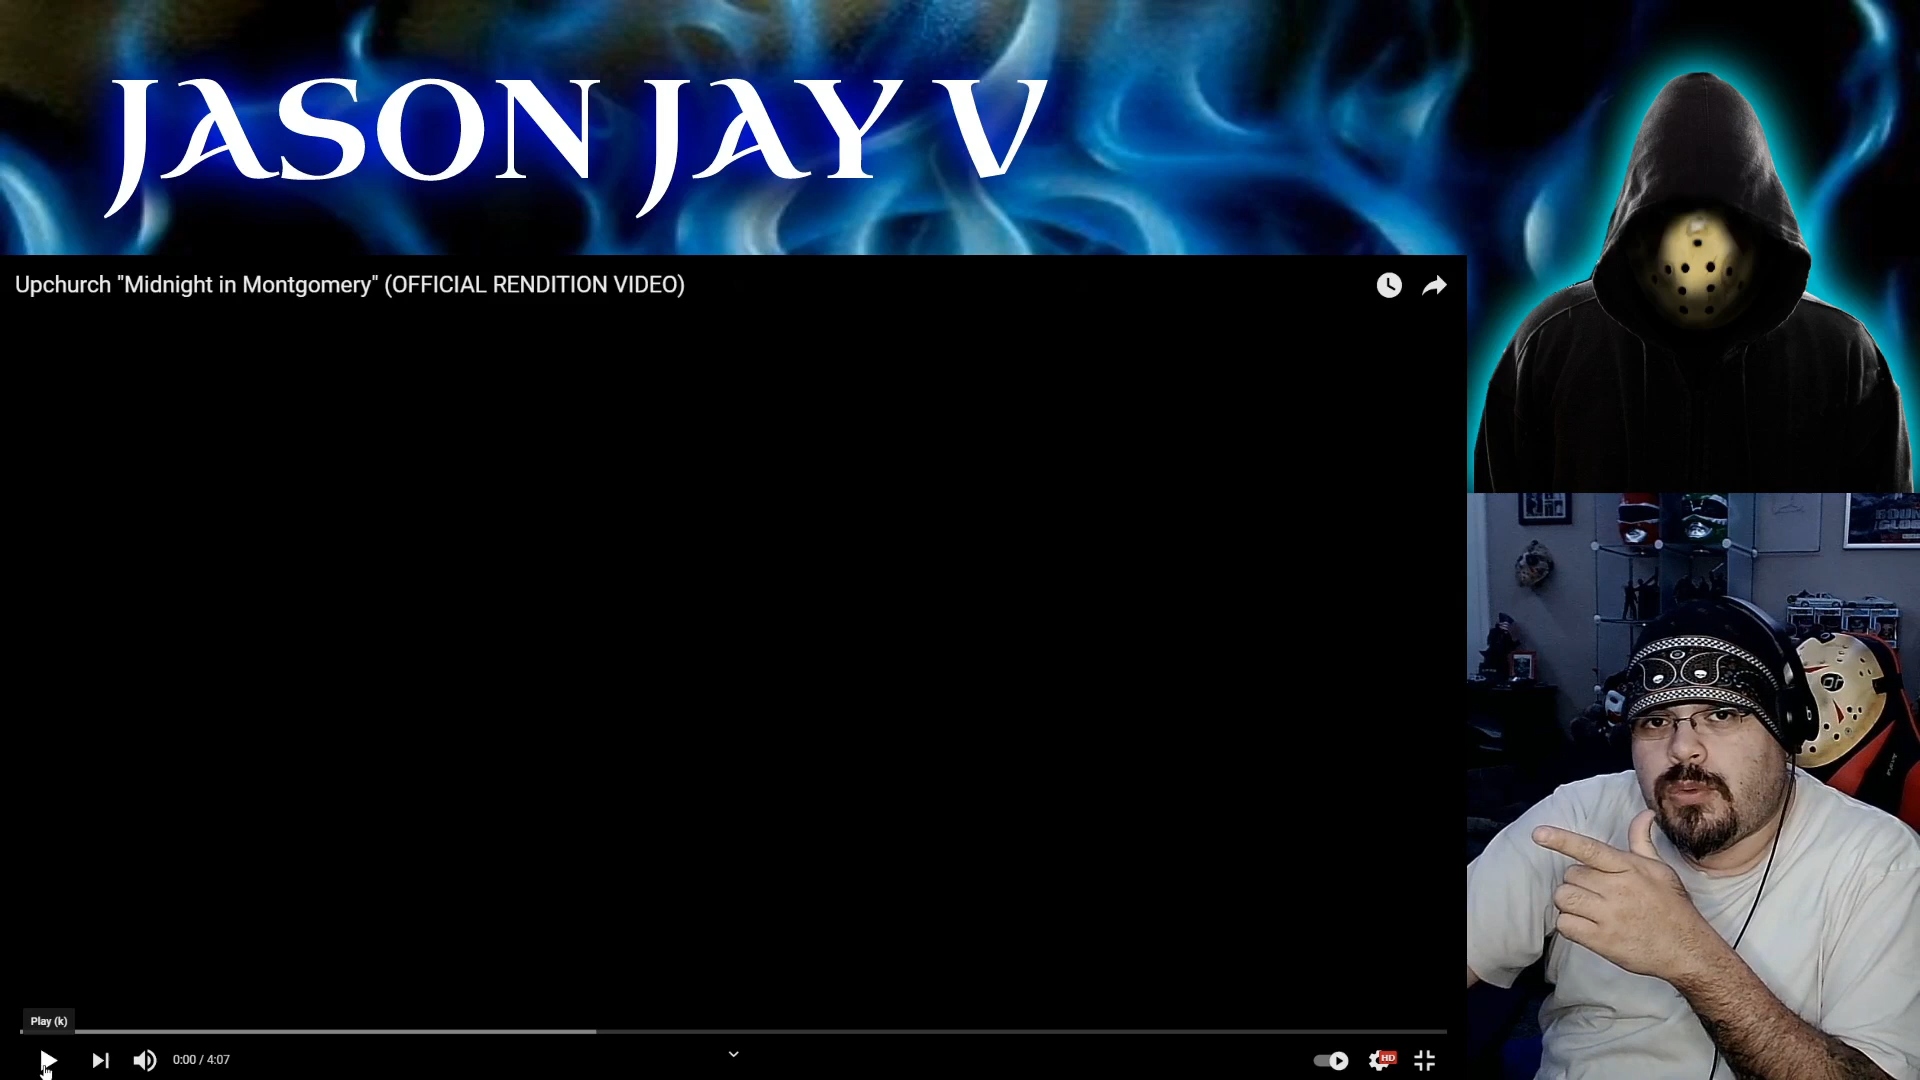 JASON JAY V
Upchurch "Midnight in Montgomery" (OFFICIAL RENDITION VIDEO)
Play (k)
0:00 / 4:07
HD